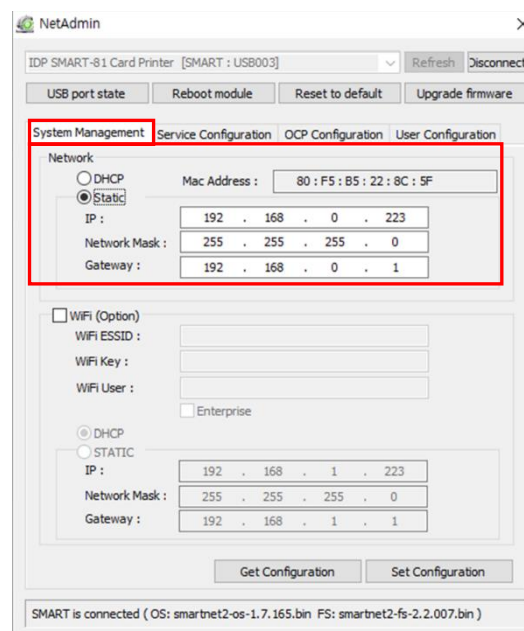 NetAdmin
IDP SMART-81 Card Printer [SMART : USB003] Refresh Disconnect
USB port state Reboot module Reset to default Upgrade firmware
System Management Service Configuration OCP Configuration User Configuration
Network
DHCP Mac Address : 80 : F5 : B5 : 22 : 8C : 5F
Static
IP : 192 . 168 . 0 . 223
Network Mask : 255 . 255 . 255 . 0
Gateway : 192 . 168 . 0 . 1
WiFi (Option)
WiFi ESSID :
WiFi Key :
WiFi User :
Enterprise
DHCP
STATIC
IP : 192 . 168 . 1 . 223
Network Mask : 255 . 255 . 255 . 0
Gateway : 192 . 168 . 1 . 1
Get Configuration Set Configuration
SMART is connected ( OS: smartnet2-os-1.7.165.bin FS: smartnet2-fs-2.2.007.bin )